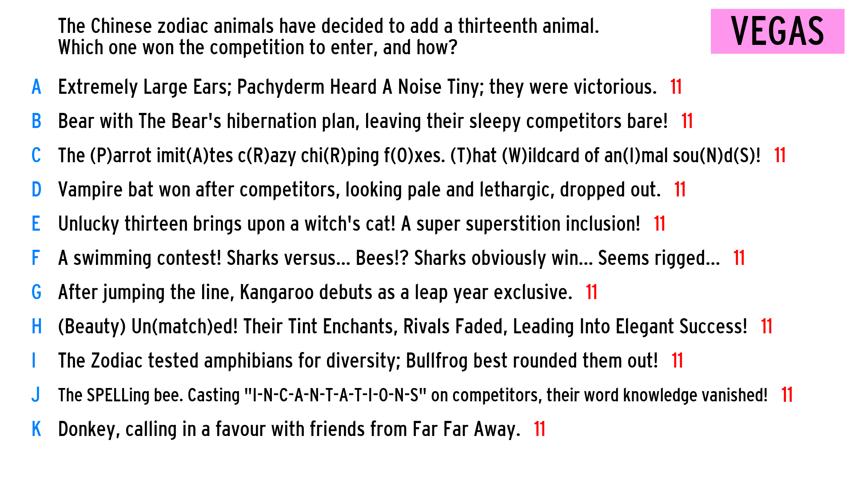 The Chinese zodiac animals have decided to add a thirteenth animal.
Which one won the competition to enter, and how?
VEGAS
A Extremely Large Ears; Pachyderm Heard A Noise Tiny; they were victorious. 11
B Bear with The Bear's hibernation plan, leaving their sleepy competitors bare! 11
C The (P)arrot imit(A)tes c(R)azy chi(R)ping f(O)xes. (T)hat (W)ildcard of an(I)mal sou(N)d(S)! 11
D Vampire bat won after competitors, looking pale and lethargic, dropped out. 11
E Unlucky thirteen brings upon a witch's cat! A super superstition inclusion! 11
F A swimming contest! Sharks versus... Bees!? Sharks obviously win... Seems rigged... 11
G After jumping the line, Kangaroo debuts as a leap year exclusive. 11
H (Beauty) Un(match)ed! Their Tint Enchants, Rivals Faded, Leading Into Elegant Success! 11
I The Zodiac tested amphibians for diversity; Bullfrog best rounded them out! 11
J The SPELLing bee. Casting "I-N-C-A-N-T-A-T-I-O-N-S" on competitors, their word knowledge vanished! 11
K Donkey, calling in a favour with friends from Far Far Away. 11